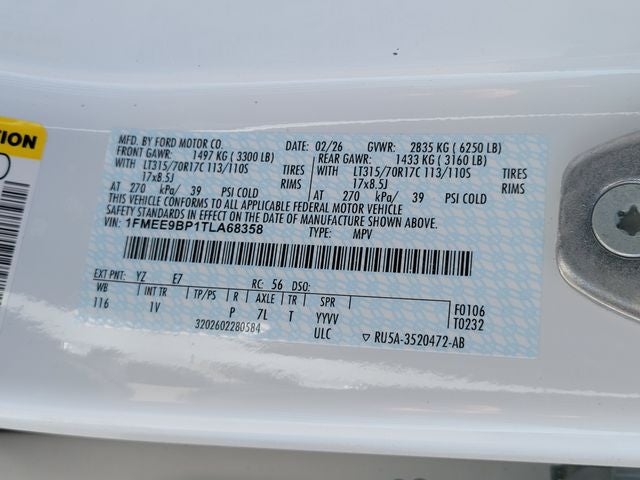 TION
MFD. BY FORD MOTOR CO. DATE: 02/26 GVWR: 2835 KG ( 6250 LB)
FRONT GAWR: 1497 KG ( 3300 LB) REAR GAWR: 1433 KG ( 3160 LB)
WITH LT315/70R17C 113/110S TIRES WITH LT315/70R17C 113/110S TIRES
17x8.5J RIMS 17x8.5J RIMS
AT 270 kPa/ 39 PSI COLD AT 270 kPa/ 39 PSI COLD
THIS VEHICLE CONFORMS TO ALL APPLICABLE FEDERAL MOTOR VEHICLE
SAFETY STANDARDS IN EFFECT ON THE DATE OF MANUFACTURE SHOWN ABOVE.
VIN: 1FMEE9BP1TLA68358 TYPE: MPV
EXT PNT: YZ E7 RC: 56 DSO:
WB INT TR TP/PS R AXLE TR SPR F0106
116 1V P 7L T YYVV T0232
3202602280584 ULC RU5A-3520472-AB